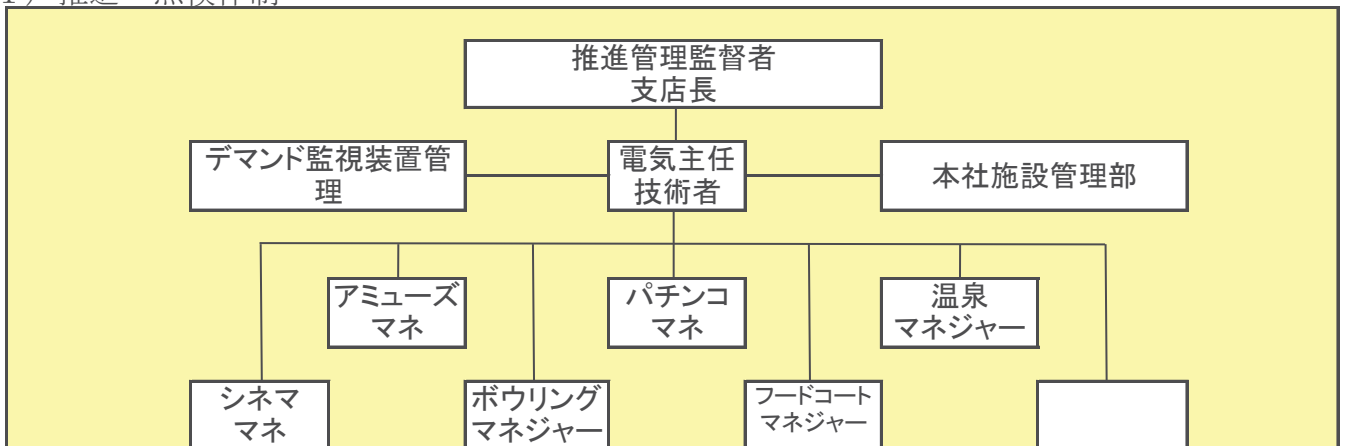 推進管理監督者
支店長
デマンド監視装置管
理
電気主任
技術者
本社施設管理部
アミューズ
マネ
パチンコ
マネ
温泉
マネジャー
シネマ
マネ
ボウリング
マネジャー
フードコート
マネジャー